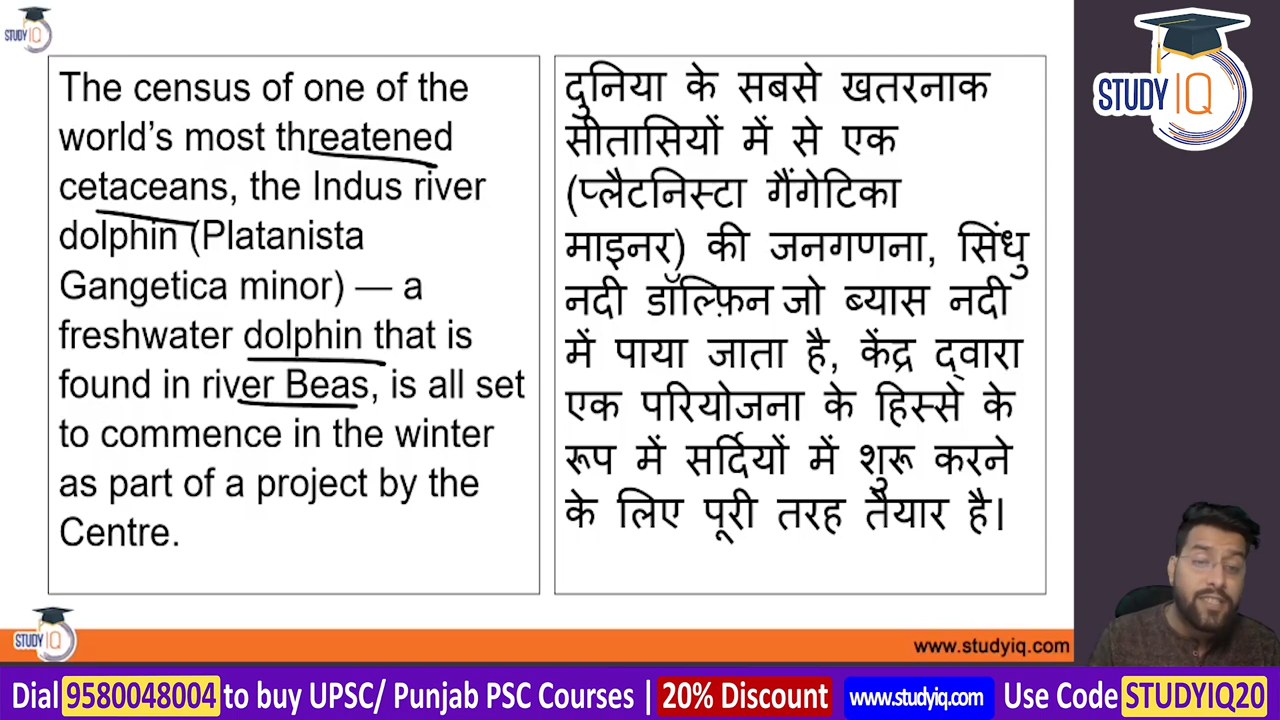 STUDY IQ
The census of one of the
world's most threatened
cetaceans, the Indus river
dolphin (Platanista
Gangetica minor) — a
freshwater dolphin that is
found in river Beas, is all set
to commence in the winter
as part of a project by the
Centre.
दुनिया के सबसे खतरनाक
सीतासियों में से एक
(प्लैटनिस्टा गैंगेटिका
माइनर) की जनगणना, सिंधु
नदी डॉल्फ़िन जो ब्यास नदी
में पाया जाता है, केंद्र द्वारा
एक परियोजना के हिस्से के
रूप में सर्दियों में शुरू करने
के लिए पूरी तरह तैयार है।
STUDY IQ
STUDY IQ
www.studyiq.com
Dial 9580048004 to buy UPSC/ Punjab PSC Courses | 20% Discount www.studyiq.com Use Code STUDYIQ20